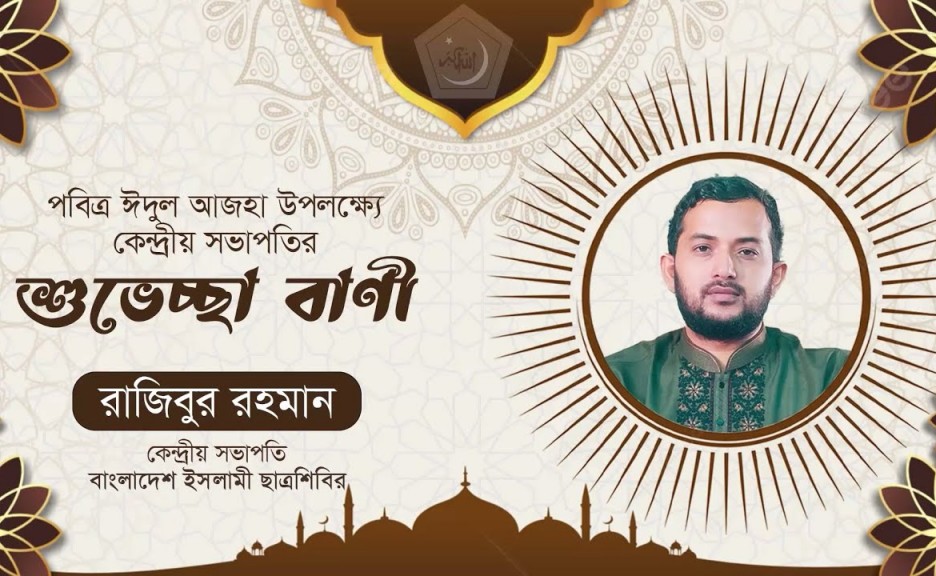 পবিত্র ঈদুল আজহা উপলক্ষ্যে
কেন্দ্রীয় সভাপতির
শুভেচ্ছা বাণী
রাজিবুর রহমান
কেন্দ্রীয় সভাপতি
বাংলাদেশ ইসলামী ছাত্রশিবির